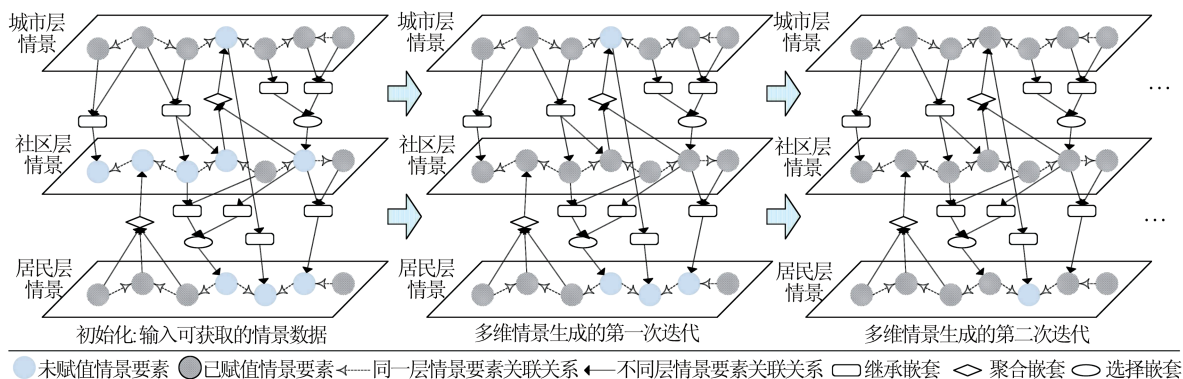 城市层
情景
城市层
情景
城市层
情景
社区层
情景
社区层
情景
社区层
情景
居民层
情景
居民层
情景
居民层
情景
…
…
初始化:输入可获取的情景数据
多维情景生成的第一次迭代
多维情景生成的第二次迭代
未赋值情景要素 已赋值情景要素 同一层情景要素关联关系 不同层情景要素关联关系 继承嵌套 聚合嵌套 选择嵌套